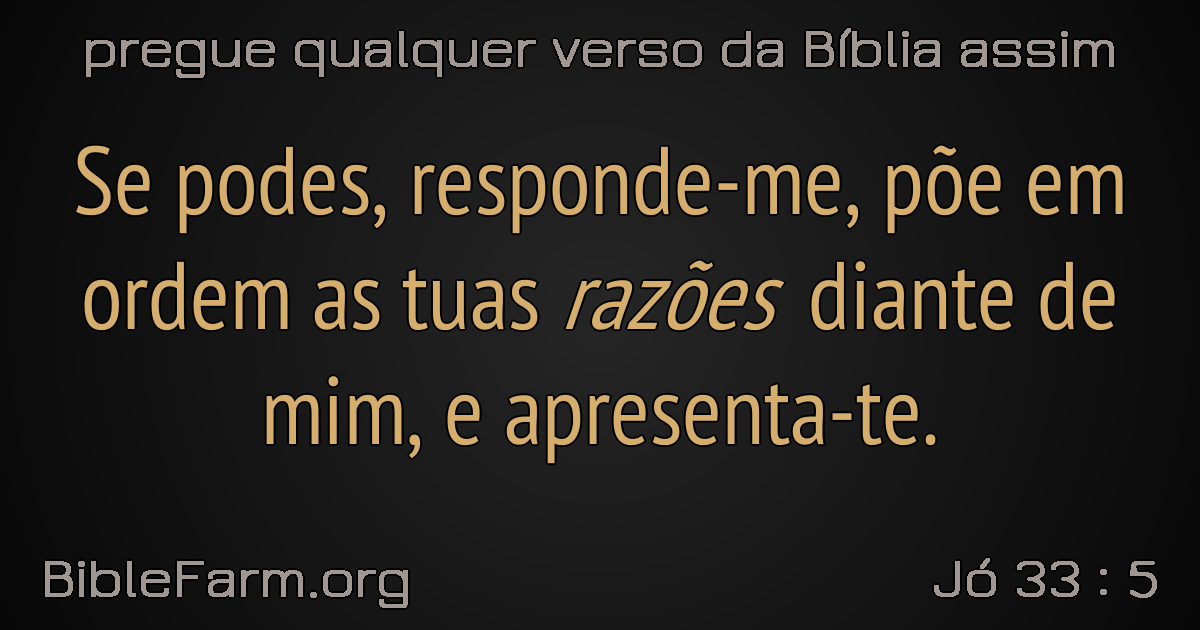 pregue qualquer verso da Bíblia assim
Se podes, responde-me, põe em
ordem as tuas razões diante de
mim, e apresenta-te.
BibleFarm.org
Jó 33 : 5